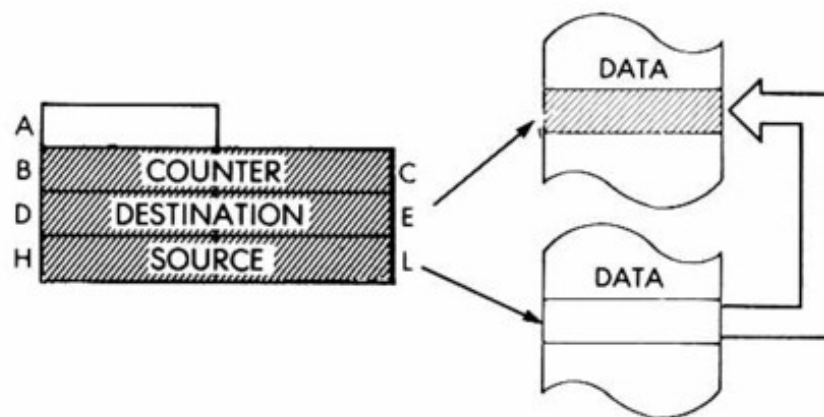 DATA
A
B COUNTER C
D DESTINATION E
H SOURCE L
DATA